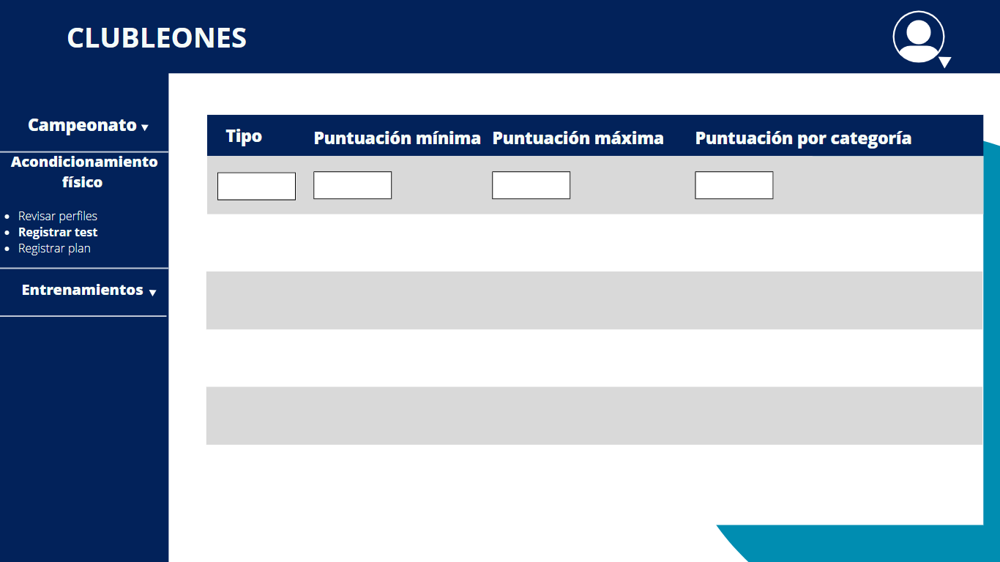 CLUBLEONES
Campeonato
Acondicionamiento
físico
Revisar perfiles
Registrar test
Registrar plan
Entrenamientos
Tipo Puntuación mínima Puntuación máxima Puntuación por categoría